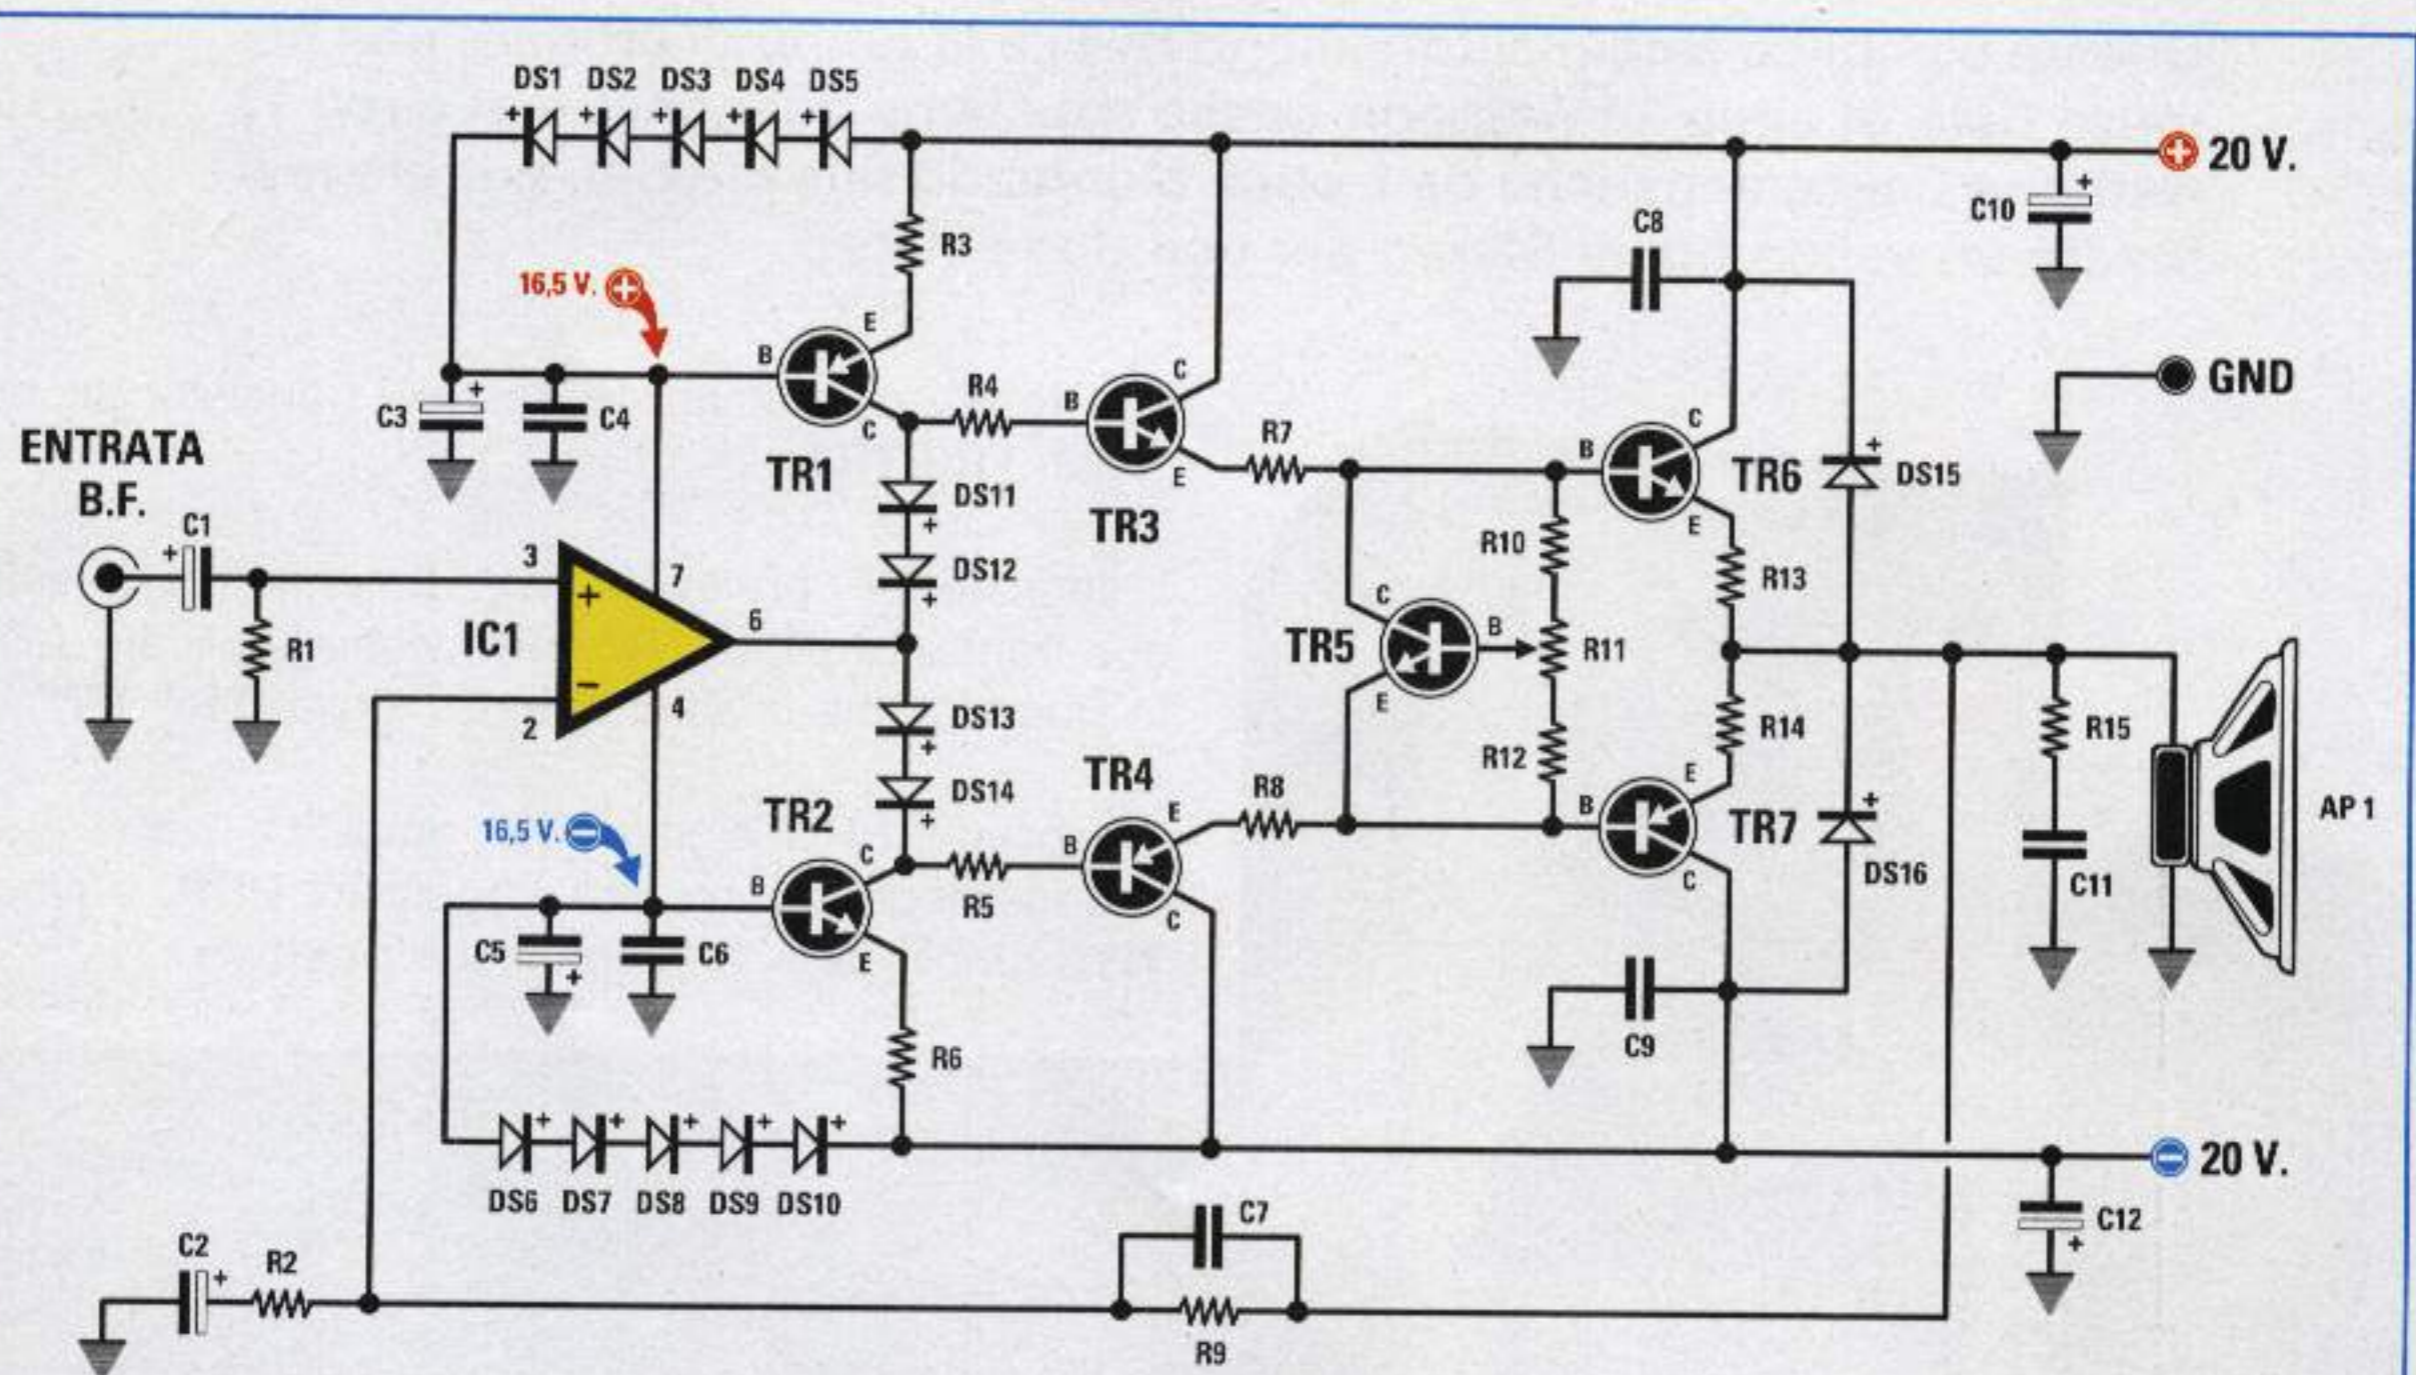 DS1 DS2 DS3 DS4 DS5
+ + + + +
+ 20 V.
C10 +
C8
R3
16,5 V. +
E
B
C
TR1
R4
C3 +
C4
B
C
E
TR3
R7
GND
ENTRATA
B.F.
C1
+
R1
3
+
7
IC1
6
−
2
4
DS11
+
DS12
+
DS13
+
DS14
+
B
C
E
TR6
+
DS15
R10
R13
C
TR5
B
E
R11
R12
R14
R15
AP 1
TR2
16,5 V. −
B
C
E
R5
TR4
B
E
C
R8
B
E
C
TR7
+
DS16
C11
C5
+
C6
R6
C9
+ + + + +
DS6 DS7 DS8 DS9 DS10
− 20 V.
C12
+
C7
C2
+
R2
R9